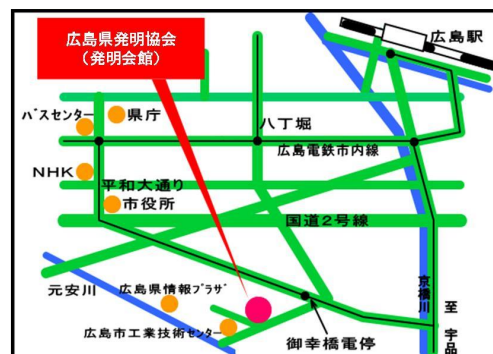 広島県発明協会
(発明会館)
広島駅
バスセンター
県庁
八丁堀
広島電鉄市内線
NHK
平和大通り
市役所
国道2号線
元安川
広島県情報プラザ
京橋川
至 宇品
広島市工業技術センター
御幸橋電停